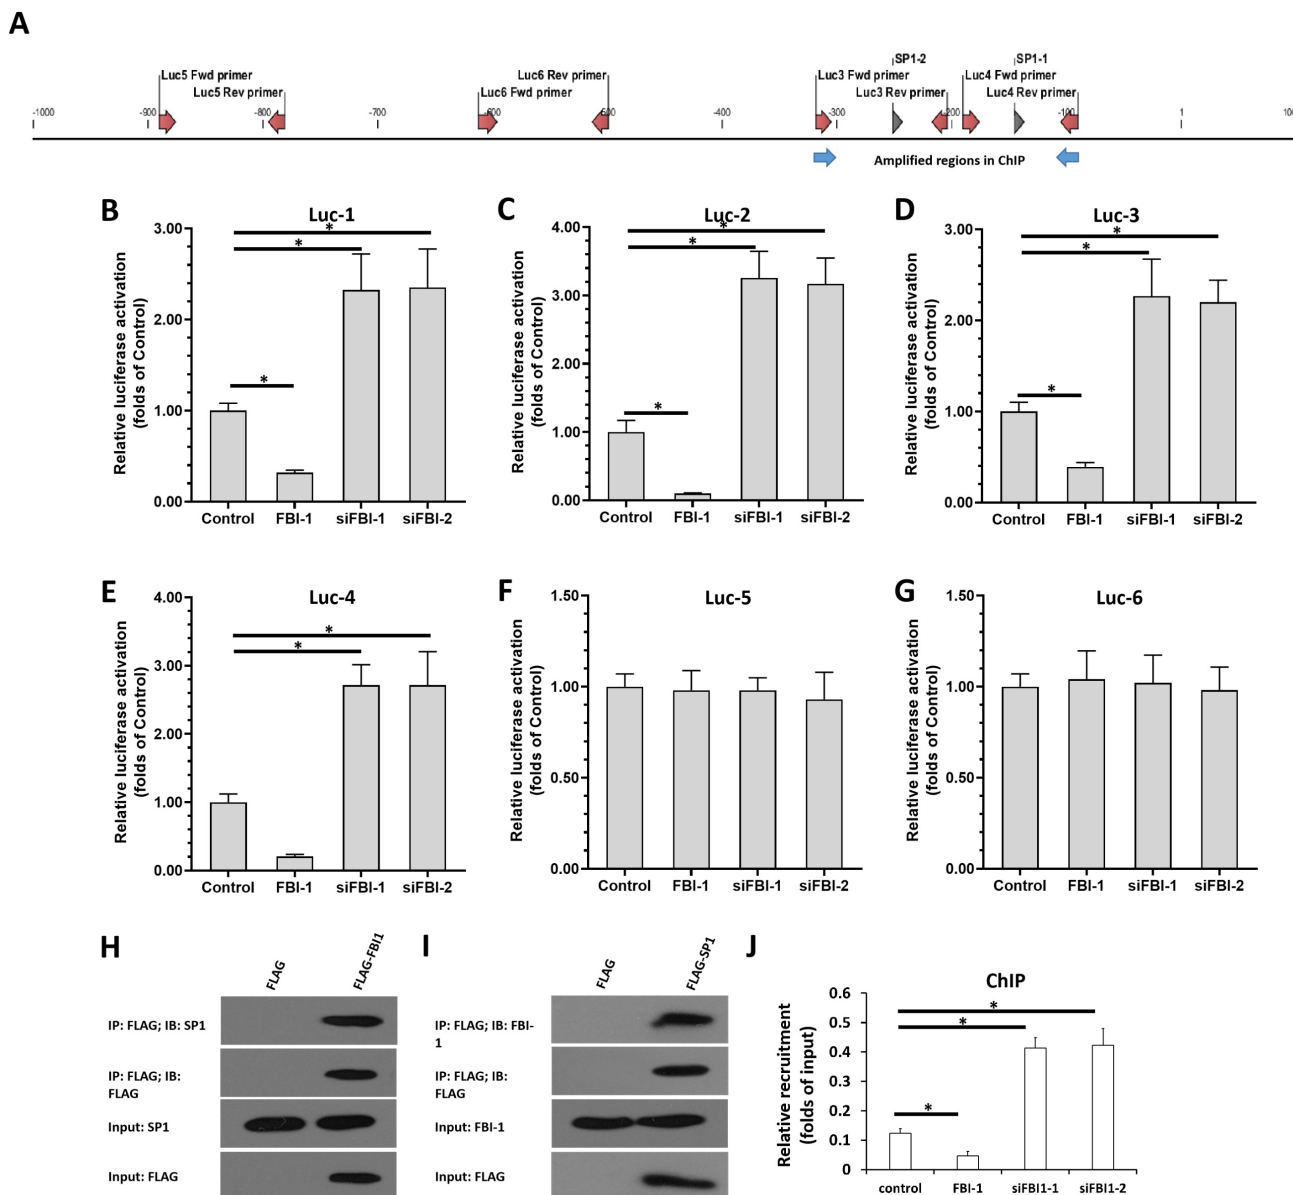 A
SP1-2
SP1-1
Luc5 Fwd primer
Luc6 Rev primer
Luc3 Fwd primer
Luc4 Fwd primer
Luc5 Rev primer
Luc6 Fwd primer
Luc3 Rev primer
Luc4 Rev primer
-1000
-900
-800
-700
-600
-400
-300
-200
-100
1
Amplified regions in ChIP
B
Luc-1
Relative luciferase activation
(folds of Control)
3.00
2.00
1.00
0.00
*
*
*
Control FBI-1 siFBI-1 siFBI-2
C
Luc-2
Relative luciferase activation
(folds of Control)
4.00
3.00
2.00
1.00
0.00
*
*
*
Control FBI-1 siFBI-1 siFBI-2
D
Luc-3
Relative luciferase activation
(folds of Control)
3.00
2.00
1.00
0.00
*
*
*
Control FBI-1 siFBI-1 siFBI-2
E
Luc-4
Relative luciferase activation
(folds of Control)
4.00
3.00
2.00
1.00
0.00
*
*
Control FBI-1 siFBI-1 siFBI-2
F
Luc-5
Relative luciferase activation
(folds of Control)
1.50
1.00
0.50
0.00
Control FBI-1 siFBI-1 siFBI-2
G
Luc-6
Relative luciferase activation
(folds of Control)
1.50
1.00
0.50
0.00
Control FBI-1 siFBI-1 siFBI-2
H
FLAG
FLAG-FBI1
IP: FLAG; IB: SP1
IP: FLAG; IB:
FLAG
Input: SP1
Input: FLAG
I
FLAG
FLAG-SP1
IP: FLAG; IB: FBI-
1
IP: FLAG; IB:
FLAG
Input: FBI-1
Input: FLAG
J
ChIP
Relative recruitment
(folds of input)
0.6
0.5
0.4
0.3
0.2
0.1
0
*
*
*
control FBI-1 siFBI1-1 siFBI1-2